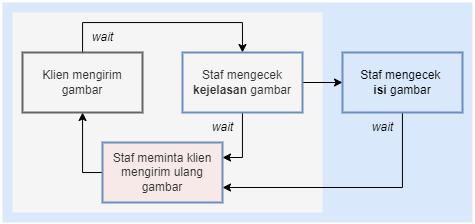 wait
Klien mengirim
gambar
Staf mengecek
kejelasan gambar
Staf mengecek
isi gambar
wait
wait
Staf meminta klien
mengirim ulang
gambar